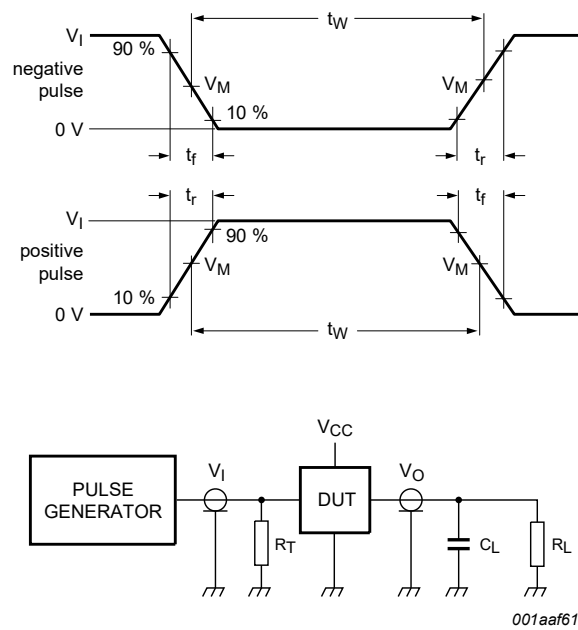 V_I
t_W
90 %
negative pulse
V_M
V_M
10 %
0 V
t_f
t_r
t_r
t_f
V_I
90 %
positive pulse
V_M
V_M
10 %
t_W
0 V
V_CC
V_I
V_O
PULSE GENERATOR
DUT
R_T
C_L
R_L
001aaf61